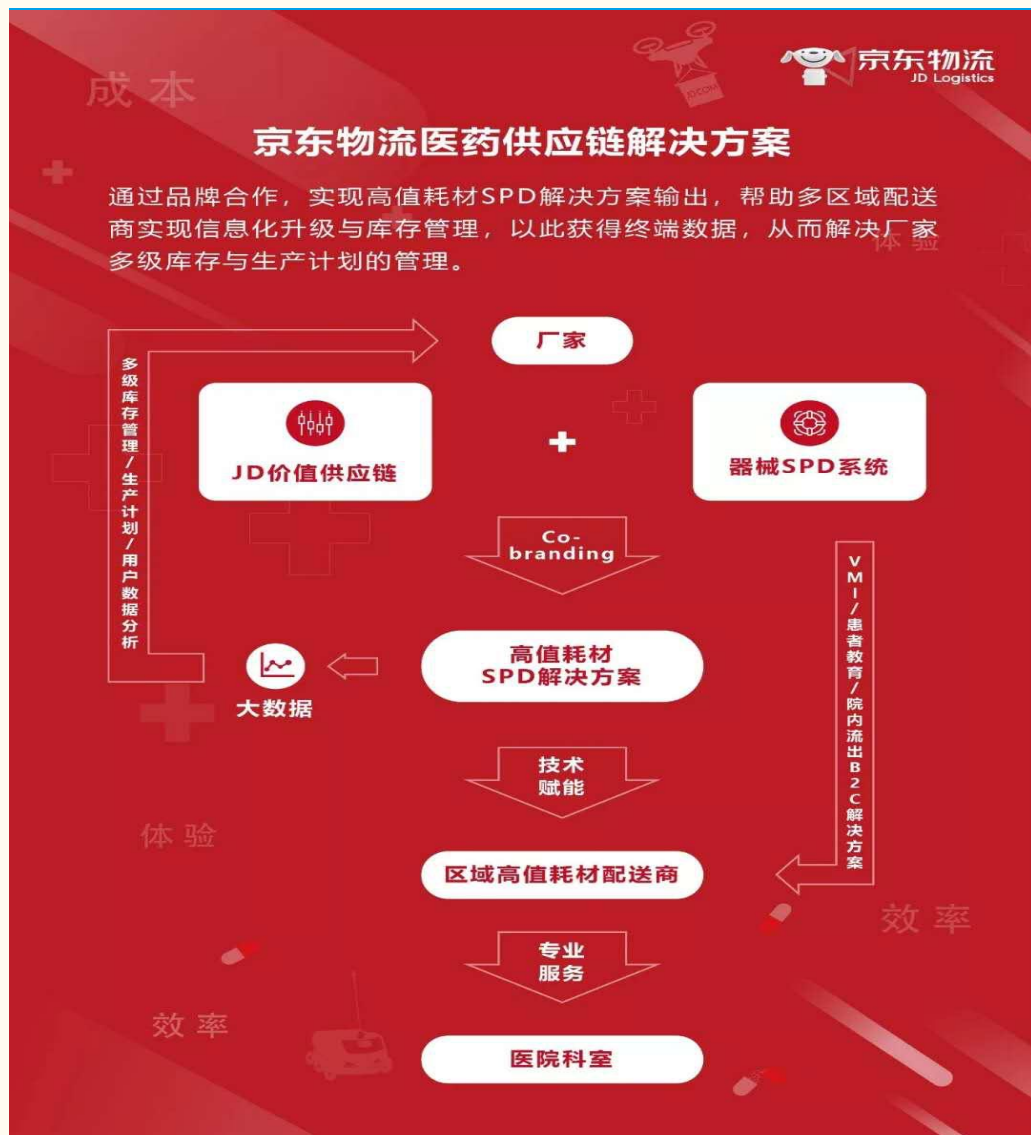 成本
京东物流
JD Logistics
JD.COM
京东物流医药供应链解决方案
通过品牌合作，实现高值耗材SPD解决方案输出，帮助多区域配送
商实现信息化升级与库存管理，以此获得终端数据，从而解决厂家
多级库存与生产计划的管理。
体验
厂家
多级库存管理/生产计划/用户数据分析
JD价值供应链
+
器械SPD系统
Co-
branding
VMI/患者教育/院内流出B2C解决方案
高值耗材
SPD解决方案
大数据
技术
赋能
体验
区域高值耗材配送商
效率
专业
服务
效率
医院科室